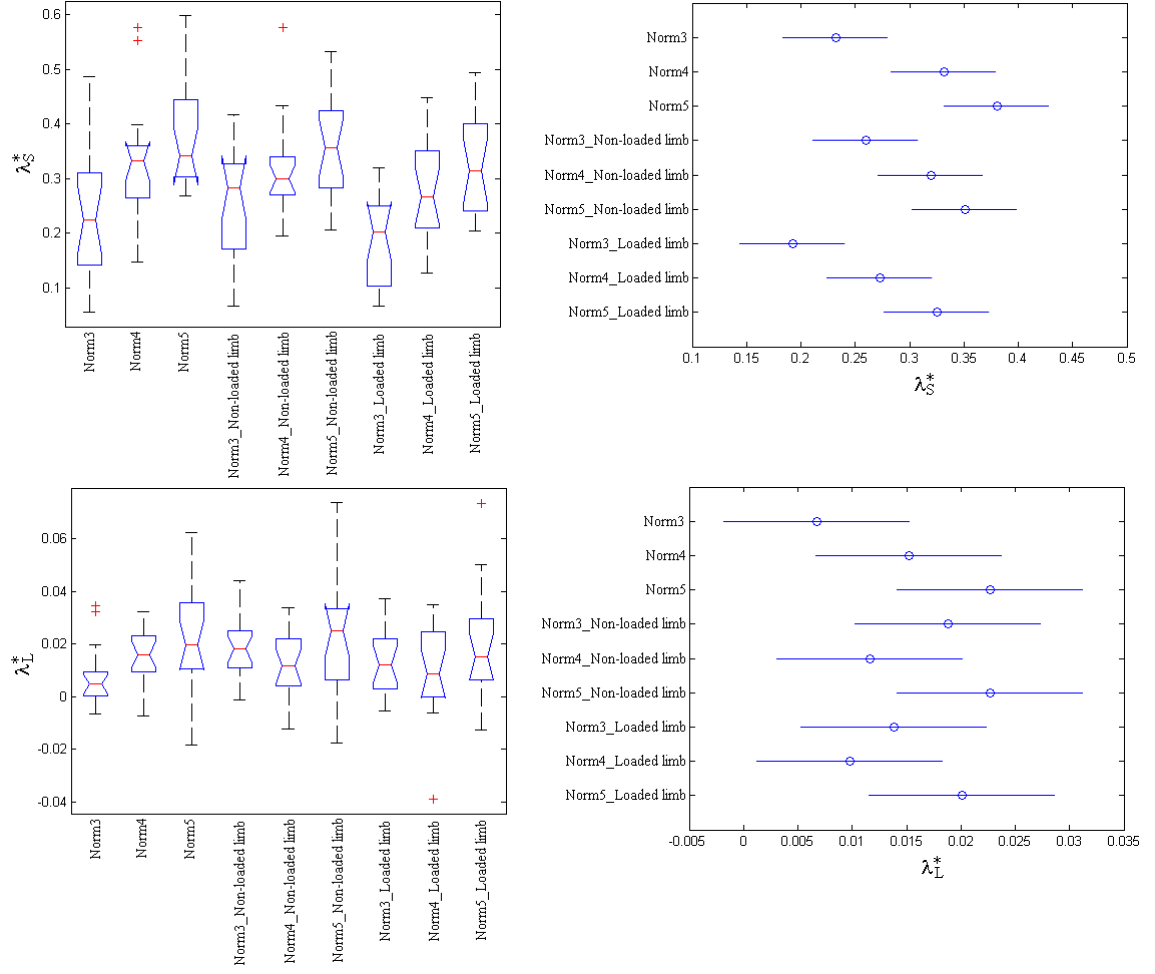 0.6
0.5
0.4
0.3
0.2
0.1
λ*S
Norm3
Norm4
Norm5
Norm3_Non-loaded limb
Norm4_Non-loaded limb
Norm5_Non-loaded limb
Norm3_Loaded limb
Norm4_Loaded limb
Norm5_Loaded limb
Norm3
Norm4
Norm5
Norm3_Non-loaded limb
Norm4_Non-loaded limb
Norm5_Non-loaded limb
Norm3_Loaded limb
Norm4_Loaded limb
Norm5_Loaded limb
0.1 0.15 0.2 0.25 0.3 0.35 0.4 0.45 0.5
λ*S
0.06
0.04
0.02
0
-0.02
-0.04
λ*L
Norm3
Norm4
Norm5
Norm3_Non-loaded limb
Norm4_Non-loaded limb
Norm5_Non-loaded limb
Norm3_Loaded limb
Norm4_Loaded limb
Norm5_Loaded limb
Norm3
Norm4
Norm5
Norm3_Non-loaded limb
Norm4_Non-loaded limb
Norm5_Non-loaded limb
Norm3_Loaded limb
Norm4_Loaded limb
Norm5_Loaded limb
-0.005 0 0.005 0.01 0.015 0.02 0.025 0.03 0.035
λ*L